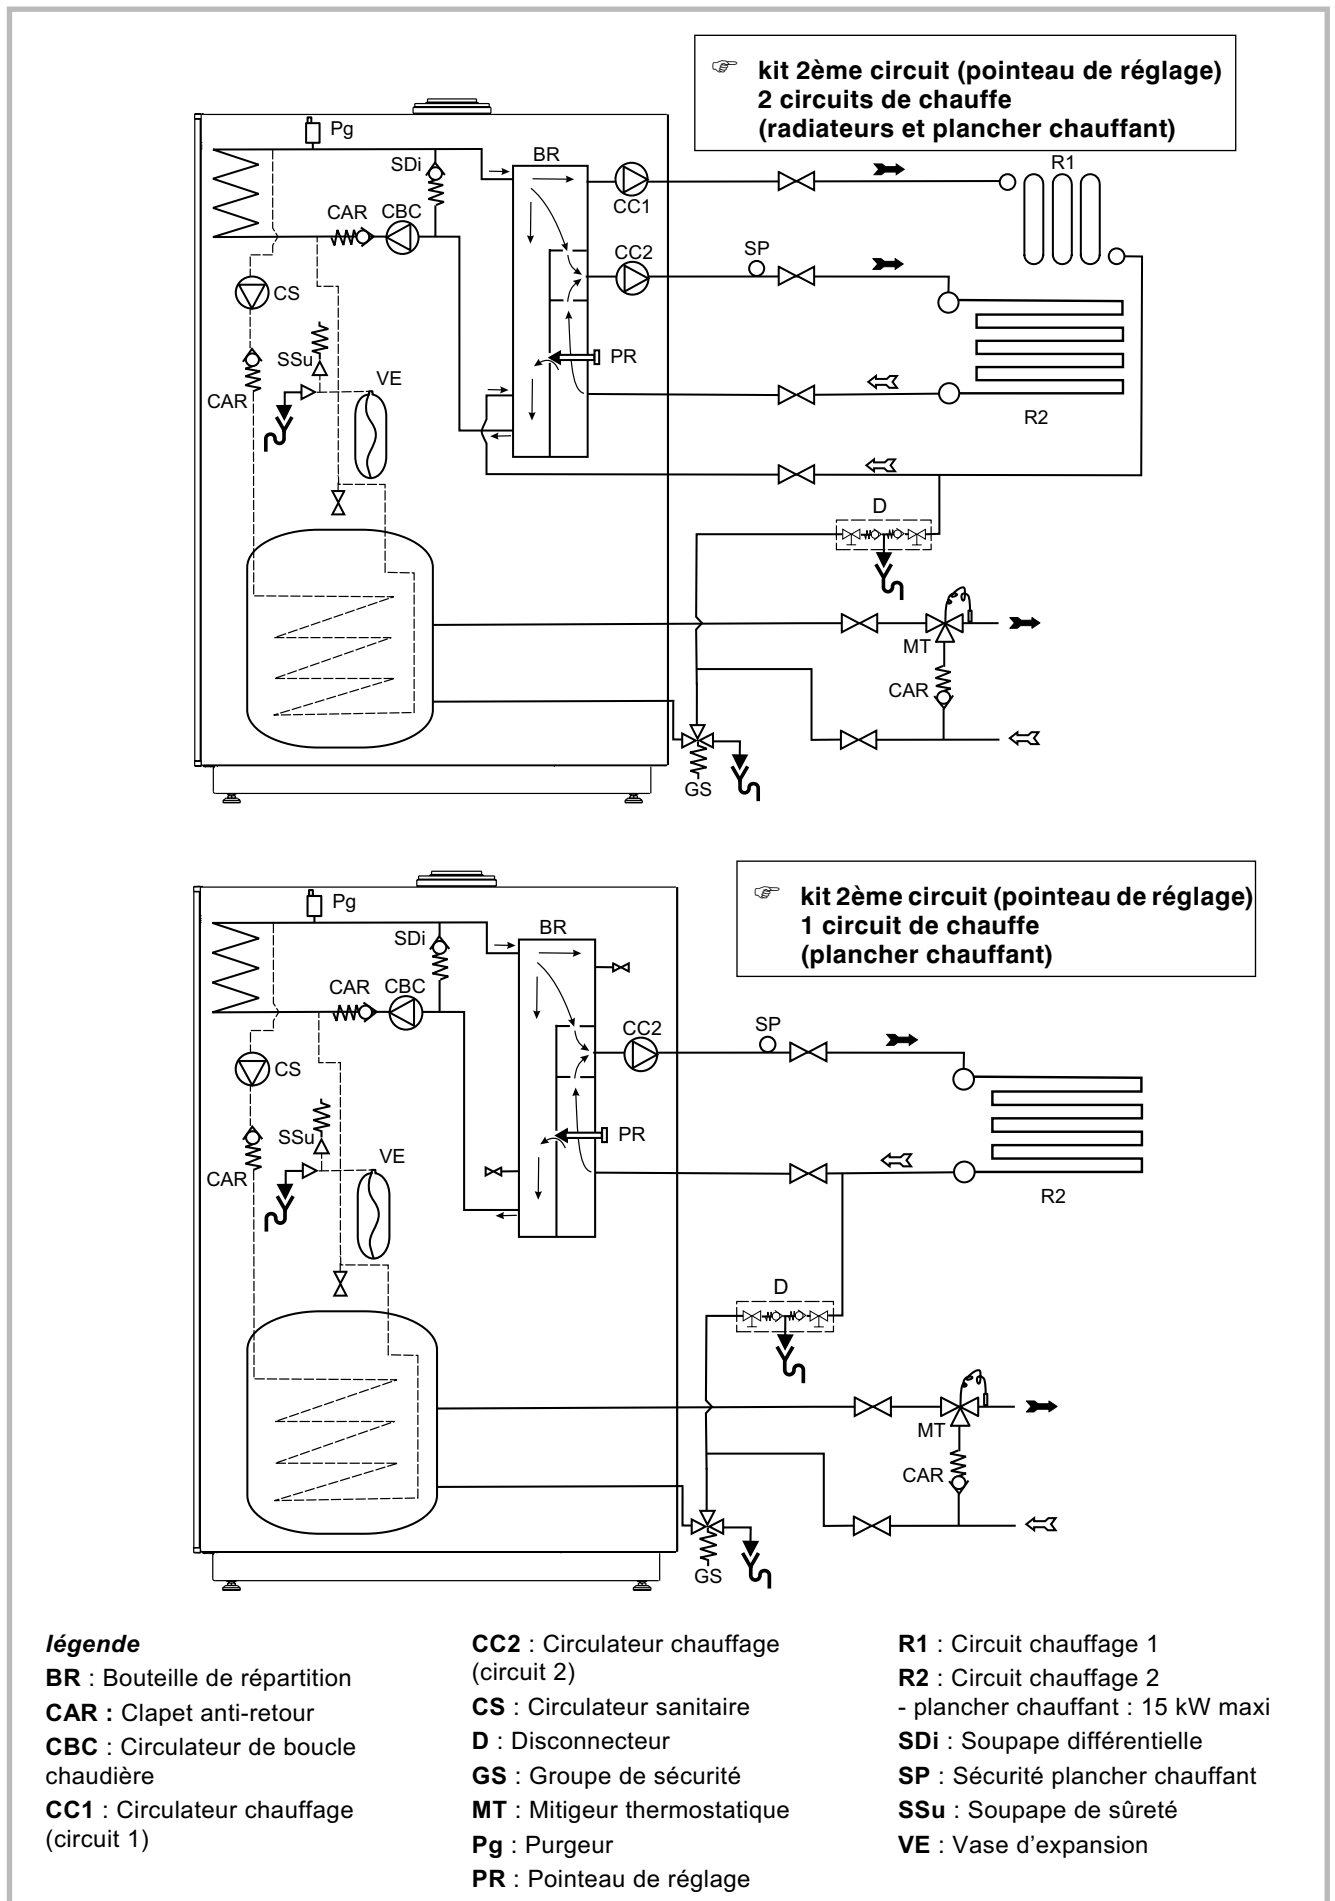 ☞ kit 2ème circuit (pointeau de réglage)
2 circuits de chauffe
(radiateurs et plancher chauffant)
Pg
SDi
BR
R1
CAR
CBC
CC1
CC2
SP
CS
SSu
VE
PR
CAR
R2
D
MT
CAR
GS
☞ kit 2ème circuit (pointeau de réglage)
1 circuit de chauffe
(plancher chauffant)
Pg
SDi
BR
CAR
CBC
CC2
SP
CS
SSu
VE
PR
CAR
R2
D
MT
CAR
GS
légende
BR : Bouteille de répartition
CAR : Clapet anti-retour
CBC : Circulateur de boucle
chaudière
CC1 : Circulateur chauffage
(circuit 1)
CC2 : Circulateur chauffage
(circuit 2)
CS : Circulateur sanitaire
D : Disconnecteur
GS : Groupe de sécurité
MT : Mitigeur thermostatique
Pg : Purgeur
PR : Pointeau de réglage
R1 : Circuit chauffage 1
R2 : Circuit chauffage 2
- plancher chauffant : 15 kW maxi
SDi : Soupape différentielle
SP : Sécurité plancher chauffant
SSu : Soupape de sûreté
VE : Vase d'expansion